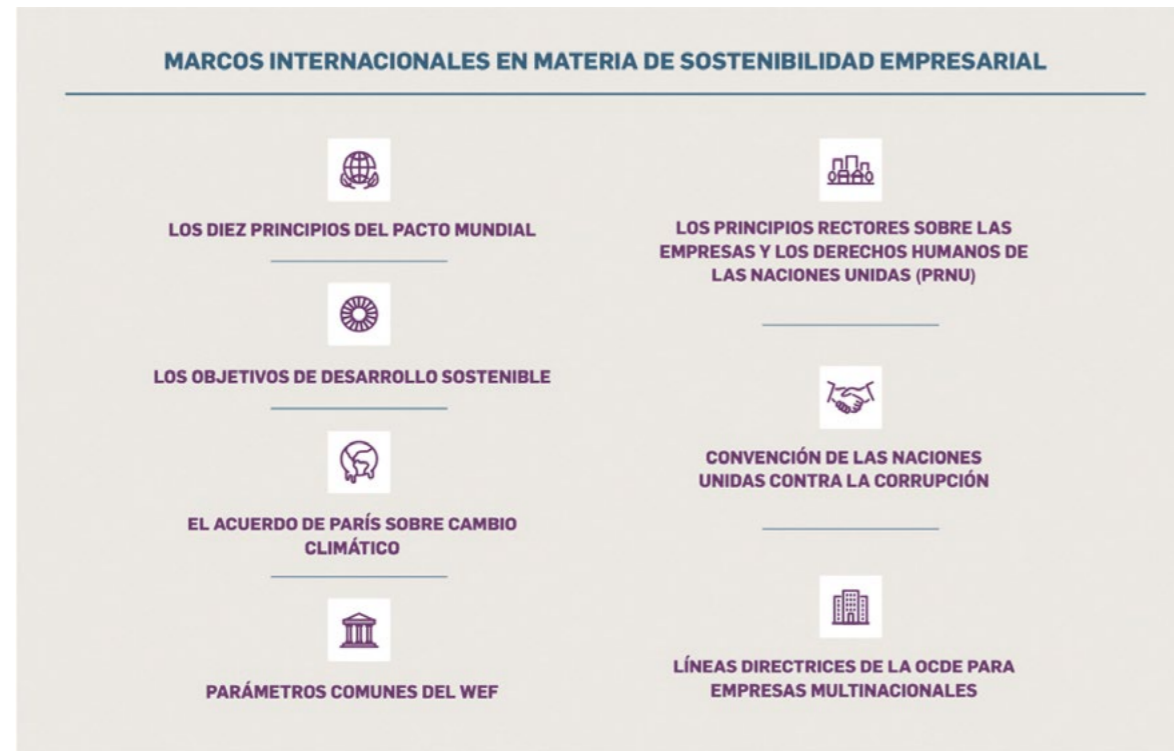 MARCOS INTERNACIONALES EN MATERIA DE SOSTENIBILIDAD EMPRESARIAL
LOS DIEZ PRINCIPIOS DEL PACTO MUNDIAL
LOS OBJETIVOS DE DESARROLLO SOSTENIBLE
EL ACUERDO DE PARÍS SOBRE CAMBIO
CLIMÁTICO
PARÁMETROS COMUNES DEL WEF
LOS PRINCIPIOS RECTORES SOBRE LAS
EMPRESAS Y LOS DERECHOS HUMANOS DE
LAS NACIONES UNIDAS (PRNU)
CONVENCIÓN DE LAS NACIONES
UNIDAS CONTRA LA CORRUPCIÓN
LÍNEAS DIRECTRICES DE LA OCDE PARA
EMPRESAS MULTINACIONALES